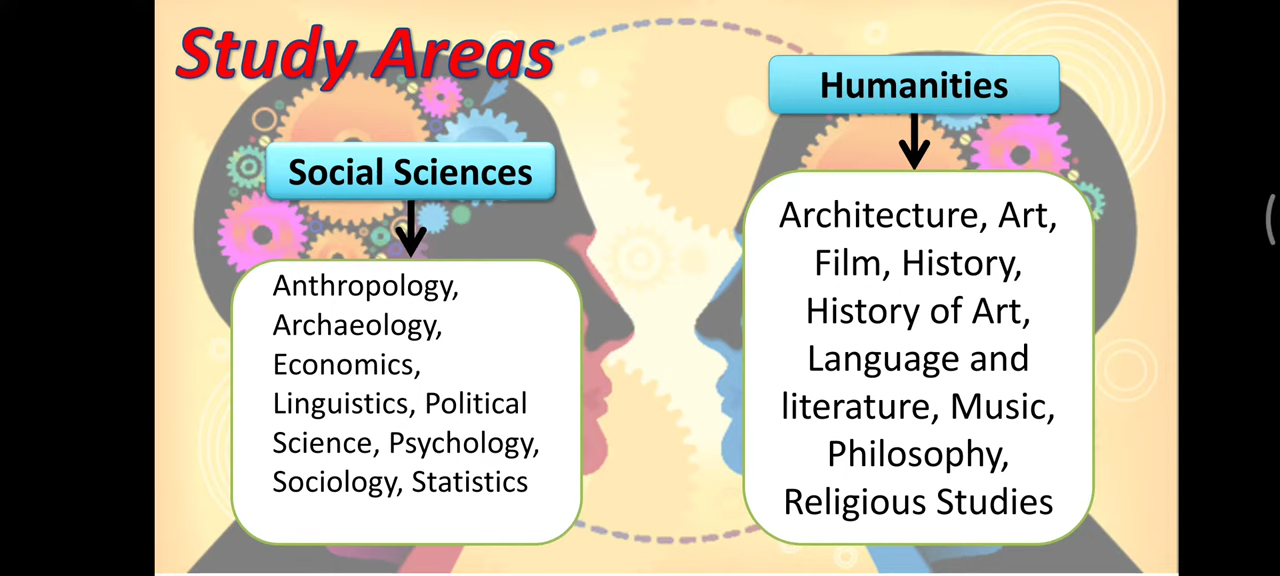 Study Areas
Social Sciences
Anthropology,
Archaeology,
Economics,
Linguistics, Political
Science, Psychology,
Sociology, Statistics
Humanities
Architecture, Art,
Film, History,
History of Art,
Language and
literature, Music,
Philosophy,
Religious Studies